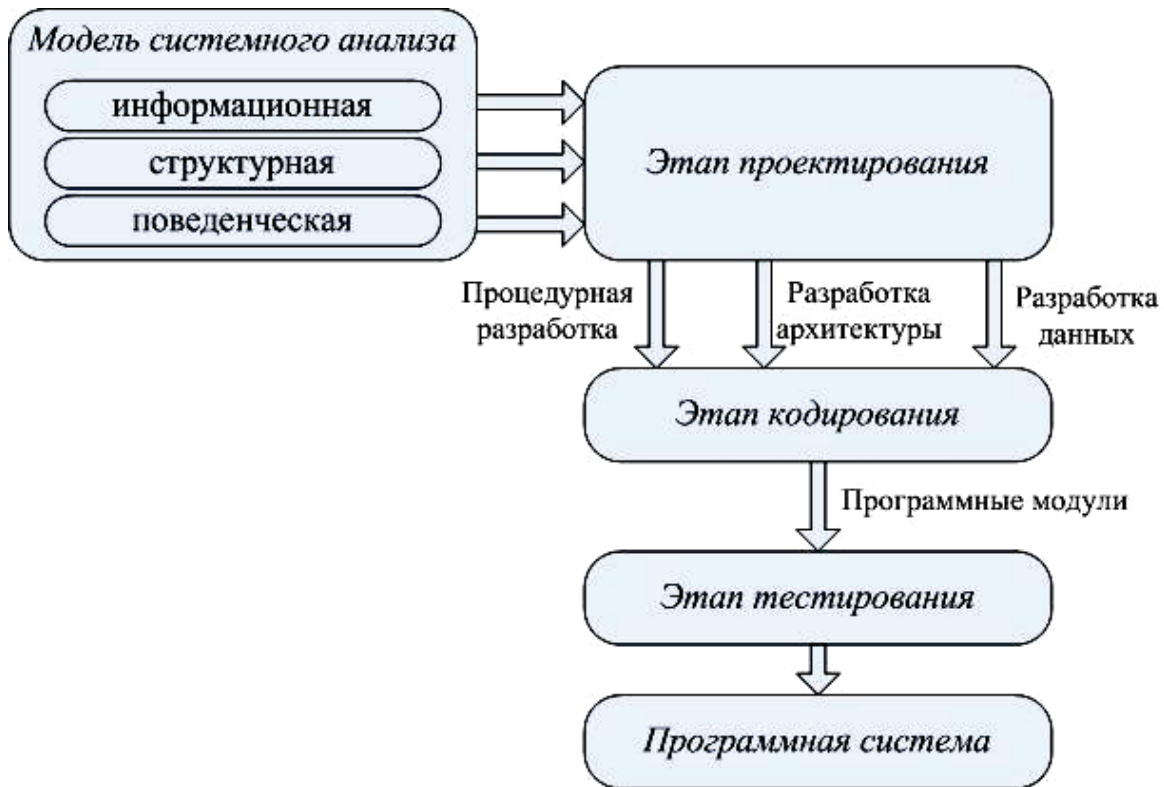 Модель системного анализа
информационная
структурная
поведенческая
Этап проектирования
Процедурная
разработка
Разработка
архитектуры
Разработка
данных
Этап кодирования
Программные модули
Этап тестирования
Программная система